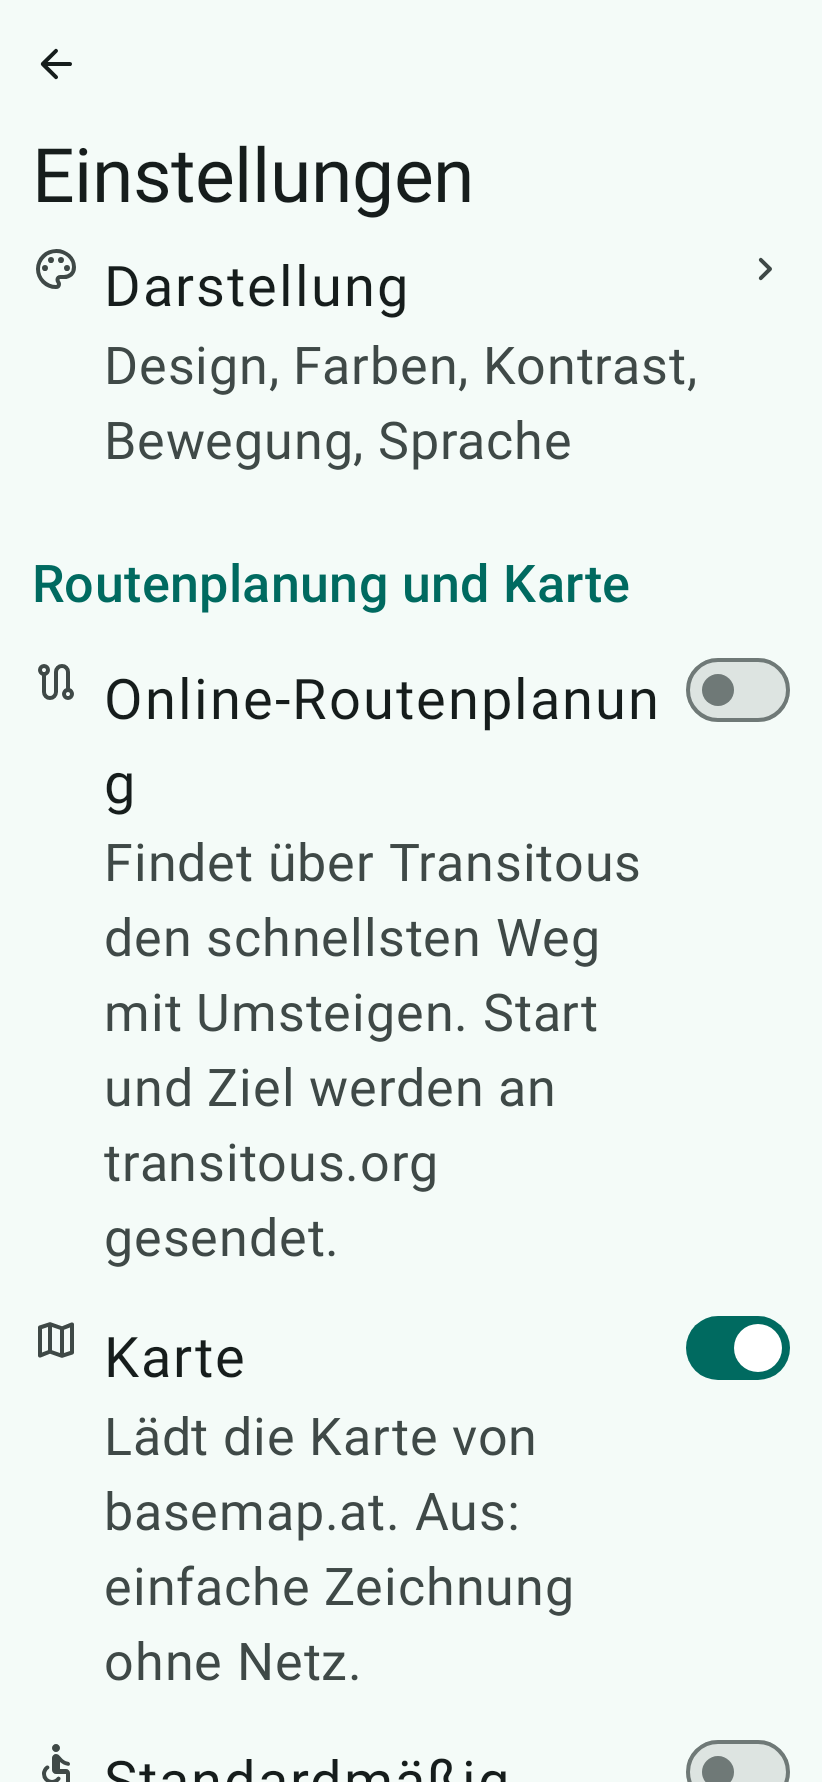 Einstellungen
Darstellung
Design, Farben, Kontrast,
Bewegung, Sprache
Routenplanung und Karte
Online-Routenplanun
g
Findet über Transitous
den schnellsten Weg
mit Umsteigen. Start
und Ziel werden an
transitous.org
gesendet.
Karte
Lädt die Karte von
basemap.at. Aus:
einfache Zeichnung
ohne Netz.
Standardmäßig